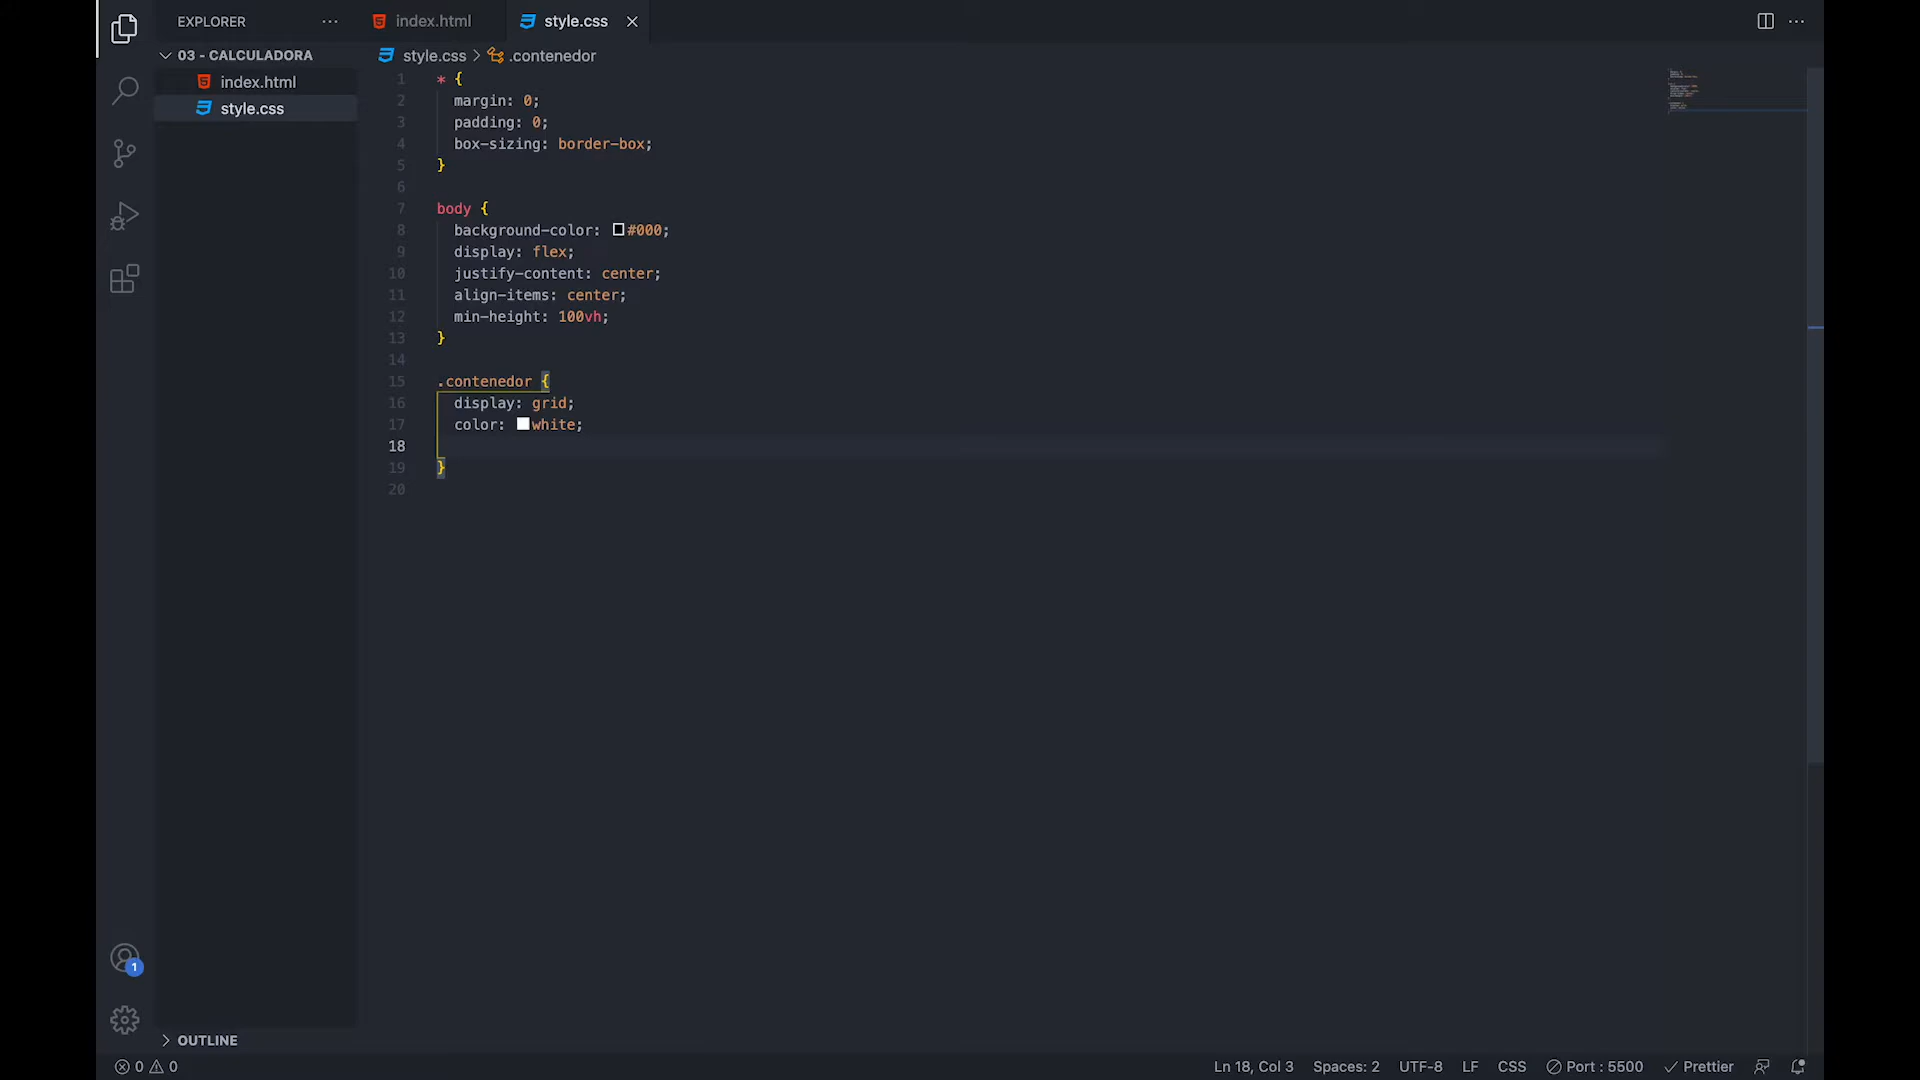 EXPLORER
index.html
style.css
03 - CALCULADORA
style.css > .contenedor
index.html
style.css
1 * {
2 margin: 0;
3 padding: 0;
4 box-sizing: border-box;
5 }
6
7 body {
8 background-color: #000;
9 display: flex;
10 justify-content: center;
11 align-items: center;
12 min-height: 100vh;
13 }
14
15 .contenedor {
16 display: grid;
17 color: white;
18
19 }
20
1
OUTLINE
0 0
Ln 18, Col 3 Spaces: 2 UTF-8 LF CSS Port : 5500 Prettier